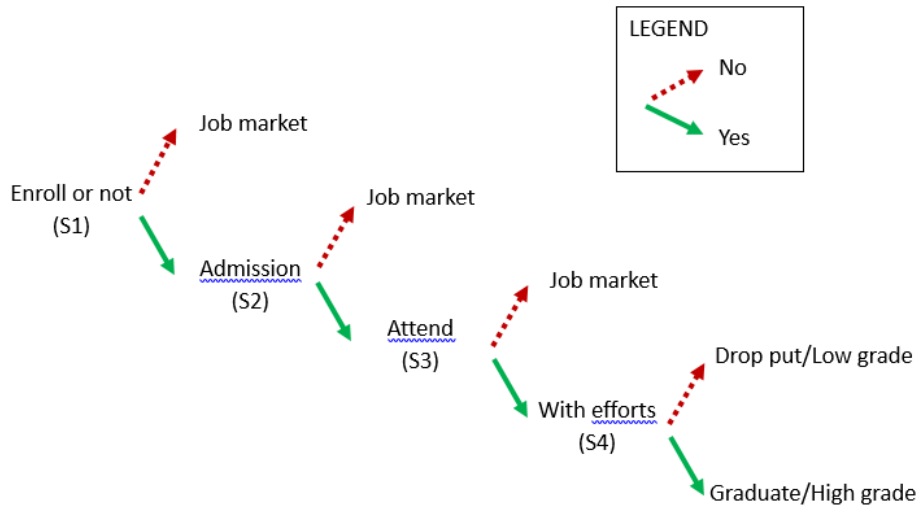 LEGEND
No
Yes
Job market
Enroll or not
(S1)
Job market
Admission
(S2)
Job market
Attend
(S3)
Drop put/Low grade
With efforts
(S4)
Graduate/High grade